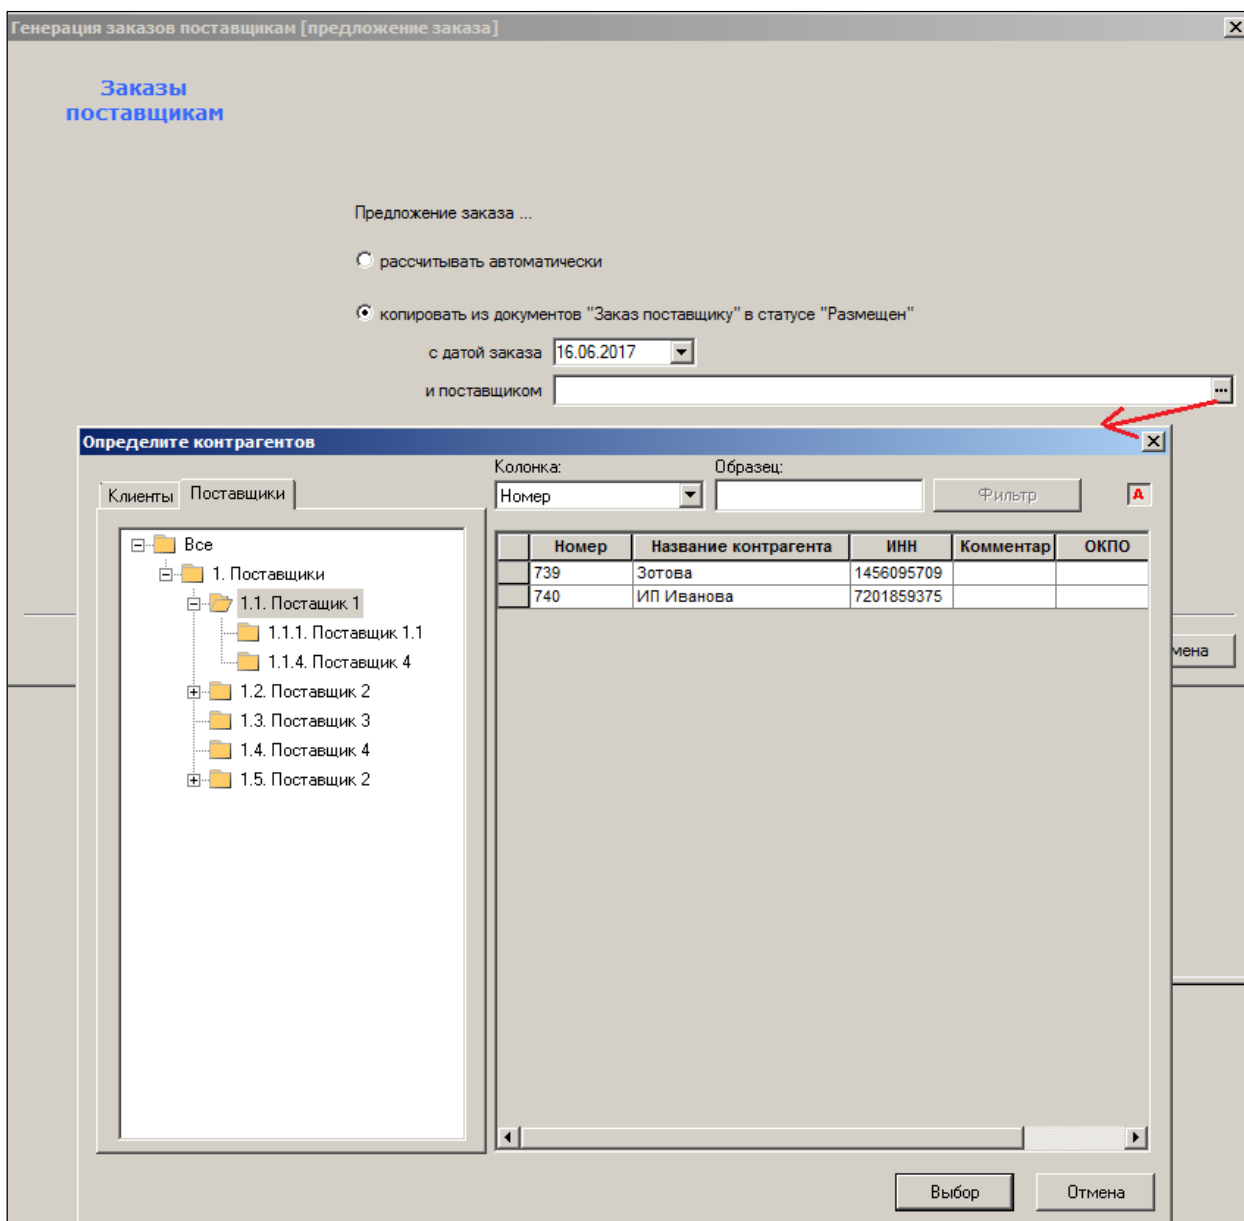 Генерация заказов поставщикам [предложение заказа]
Заказы
поставщикам
Предложение заказа ...
рассчитывать автоматически
копировать из документов "Заказ поставщику" в статусе "Размещен"
с датой заказа 16.06.2017
и поставщиком ...
Определите контрагентов
Клиенты Поставщики
Колонка: Образец:
Номер Фильтр А
Все
1. Поставщики
1.1. Постащик 1
1.1.1. Поставщик 1.1
1.1.4. Поставщик 4
1.2. Поставщик 2
1.3. Поставщик 3
1.4. Поставщик 4
1.5. Поставщик 2
Номер Название контрагента ИНН Комментар ОКПО
739 Зотова 1456095709
740 ИП Иванова 7201859375
мена
Выбор Отмена